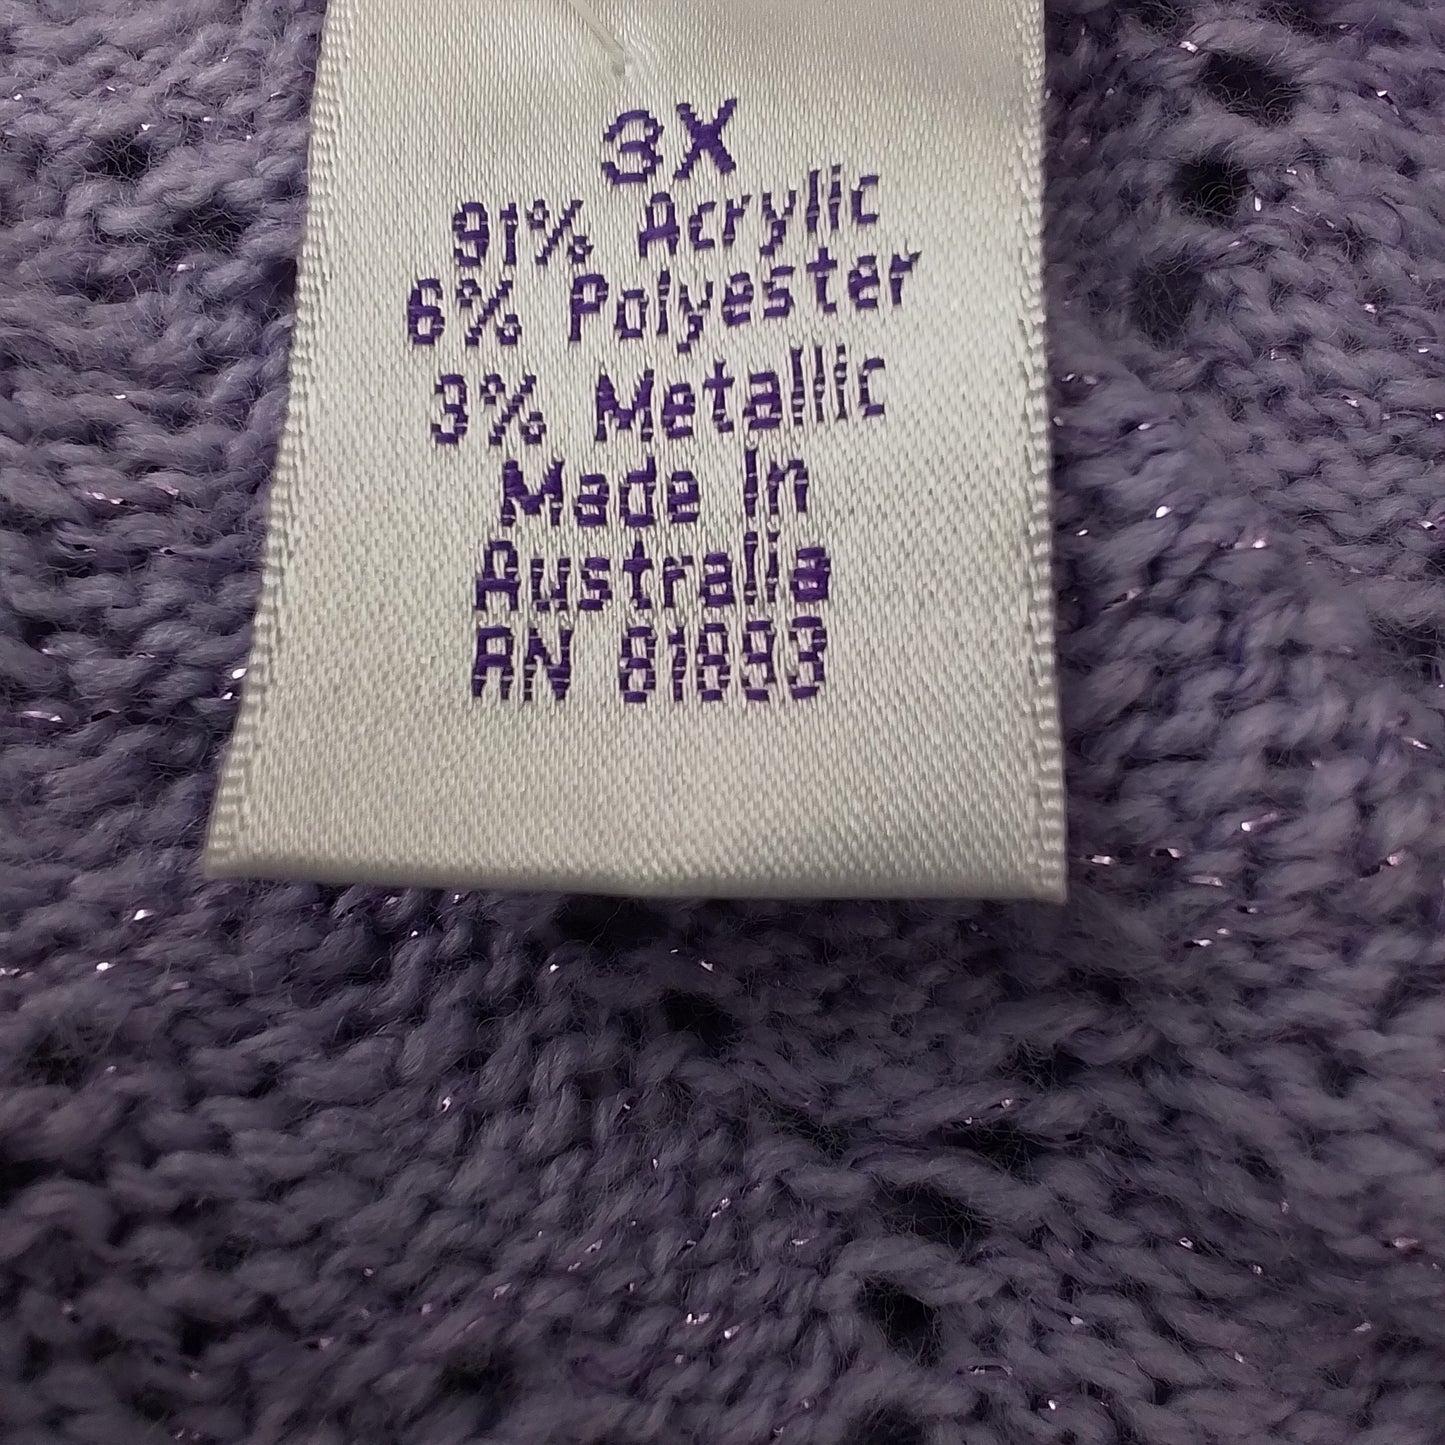 3X
91% Acrylic
6% Polyester
3% Metallic
Made In
Australia
RN 81893